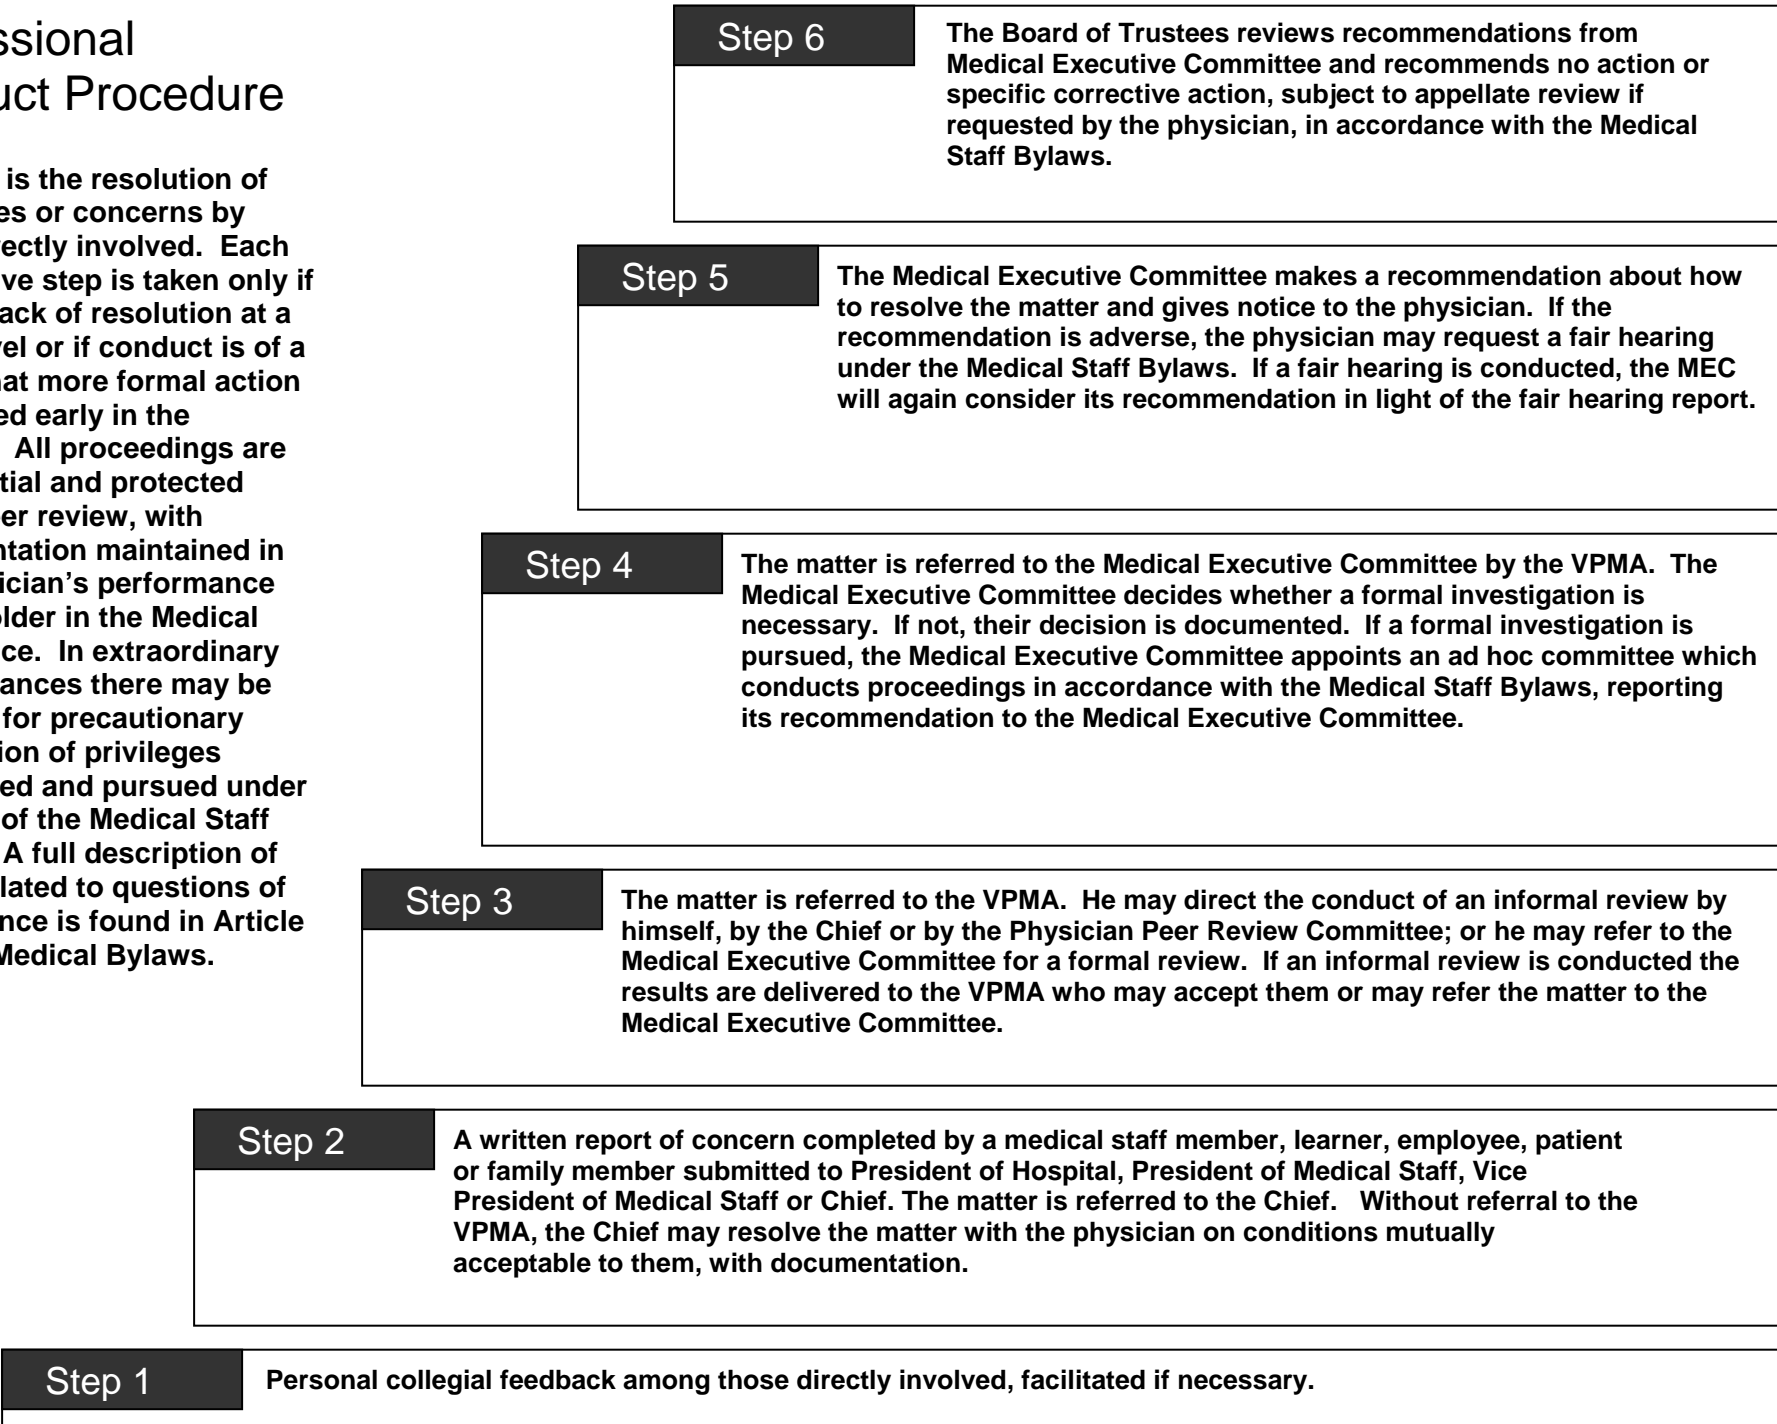 ssional
uct Procedure
is the resolution of
es or concerns by
ectly involved.  Each
ve step is taken only if
ack of resolution at a
vel or if conduct is of a
hat more formal action
ed early in the
All proceedings are
tial and protected
er review, with
ntation maintained in
ician’s performance
older in the Medical
ce.  In extraordinary
ances there may be
for precautionary
ion of privileges
ed and pursued under
of the Medical Staff
A full description of
lated to questions of
nce is found in Article
Medical Bylaws.
Step 6
The Board of Trustees reviews recommendations from
Medical Executive Committee and recommends no action or
specific corrective action, subject to appellate review if
requested by the physician, in accordance with the Medical
Staff Bylaws.
Step 5
The Medical Executive Committee makes a recommendation about how
to resolve the matter and gives notice to the physician.  If the
recommendation is adverse, the physician may request a fair hearing
under the Medical Staff Bylaws.  If a fair hearing is conducted, the MEC
will again consider its recommendation in light of the fair hearing report.
Step 4
The matter is referred to the Medical Executive Committee by the VPMA.  The
Medical Executive Committee decides whether a formal investigation is
necessary.  If not, their decision is documented.  If a formal investigation is
pursued, the Medical Executive Committee appoints an ad hoc committee which
conducts proceedings in accordance with the Medical Staff Bylaws, reporting
its recommendation to the Medical Executive Committee.
Step 3
The matter is referred to the VPMA.  He may direct the conduct of an informal review by
himself, by the Chief or by the Physician Peer Review Committee; or he may refer to the
Medical Executive Committee for a formal review.  If an informal review is conducted the
results are delivered to the VPMA who may accept them or may refer the matter to the
Medical Executive Committee.
Step 2
A written report of concern completed by a medical staff member, learner, employee, patient
or family member submitted to President of Hospital, President of Medical Staff, Vice
President of Medical Staff or Chief. The matter is referred to the Chief.   Without referral to the
VPMA, the Chief may resolve the matter with the physician on conditions mutually
acceptable to them, with documentation.
Step 1
Personal collegial feedback among those directly involved, facilitated if necessary.